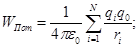 W_{Пот} = \frac{1}{4\pi\varepsilon_0} \sum_{i=1}^{N} \frac{q_i q_0}{r_i}